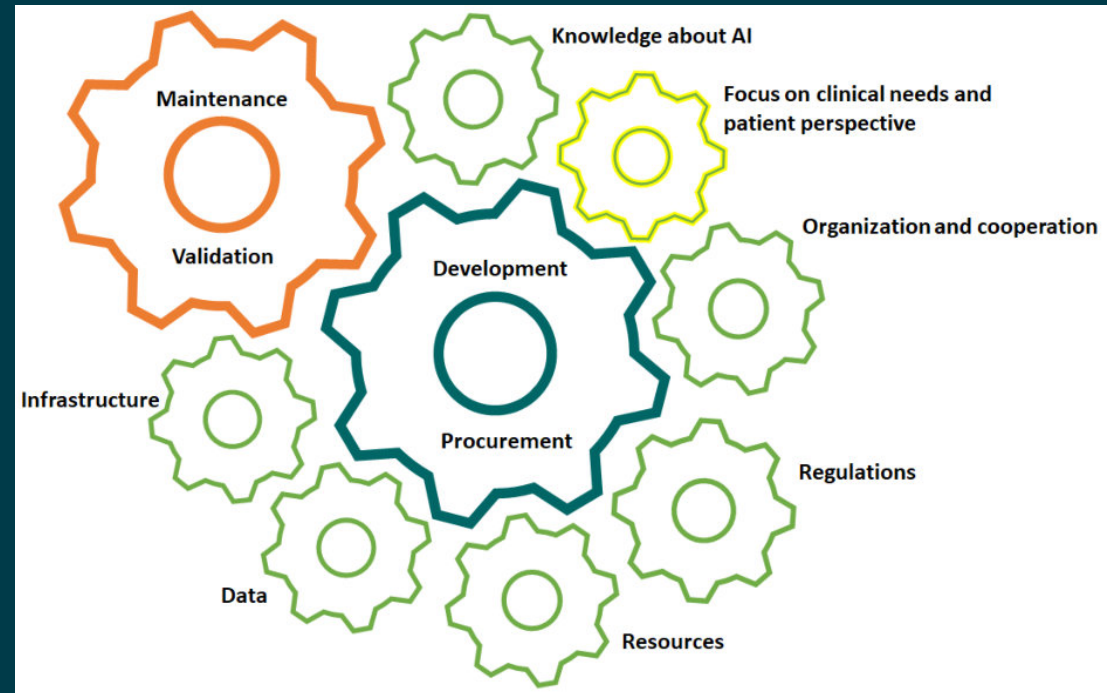 Knowledge about AI
Maintenance
Validation
Focus on clinical needs and
patient perspective
Organization and cooperation
Development
Procurement
Infrastructure
Regulations
Data
Resources